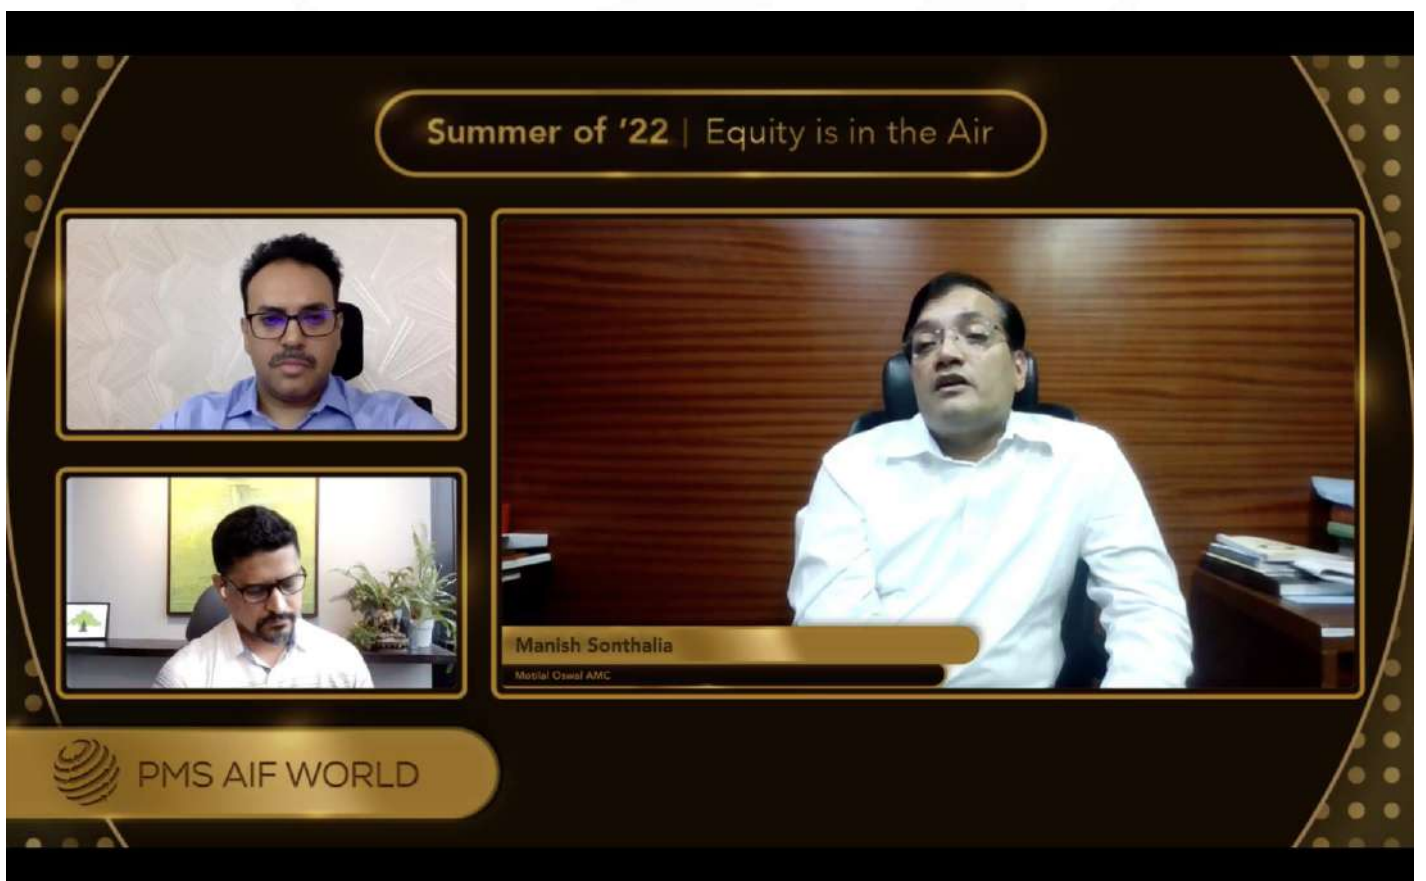 Summer of '22 | Equity is in the Air
Manish Sonthalia
Motilal Oswal AMC
PMS AIF WORLD